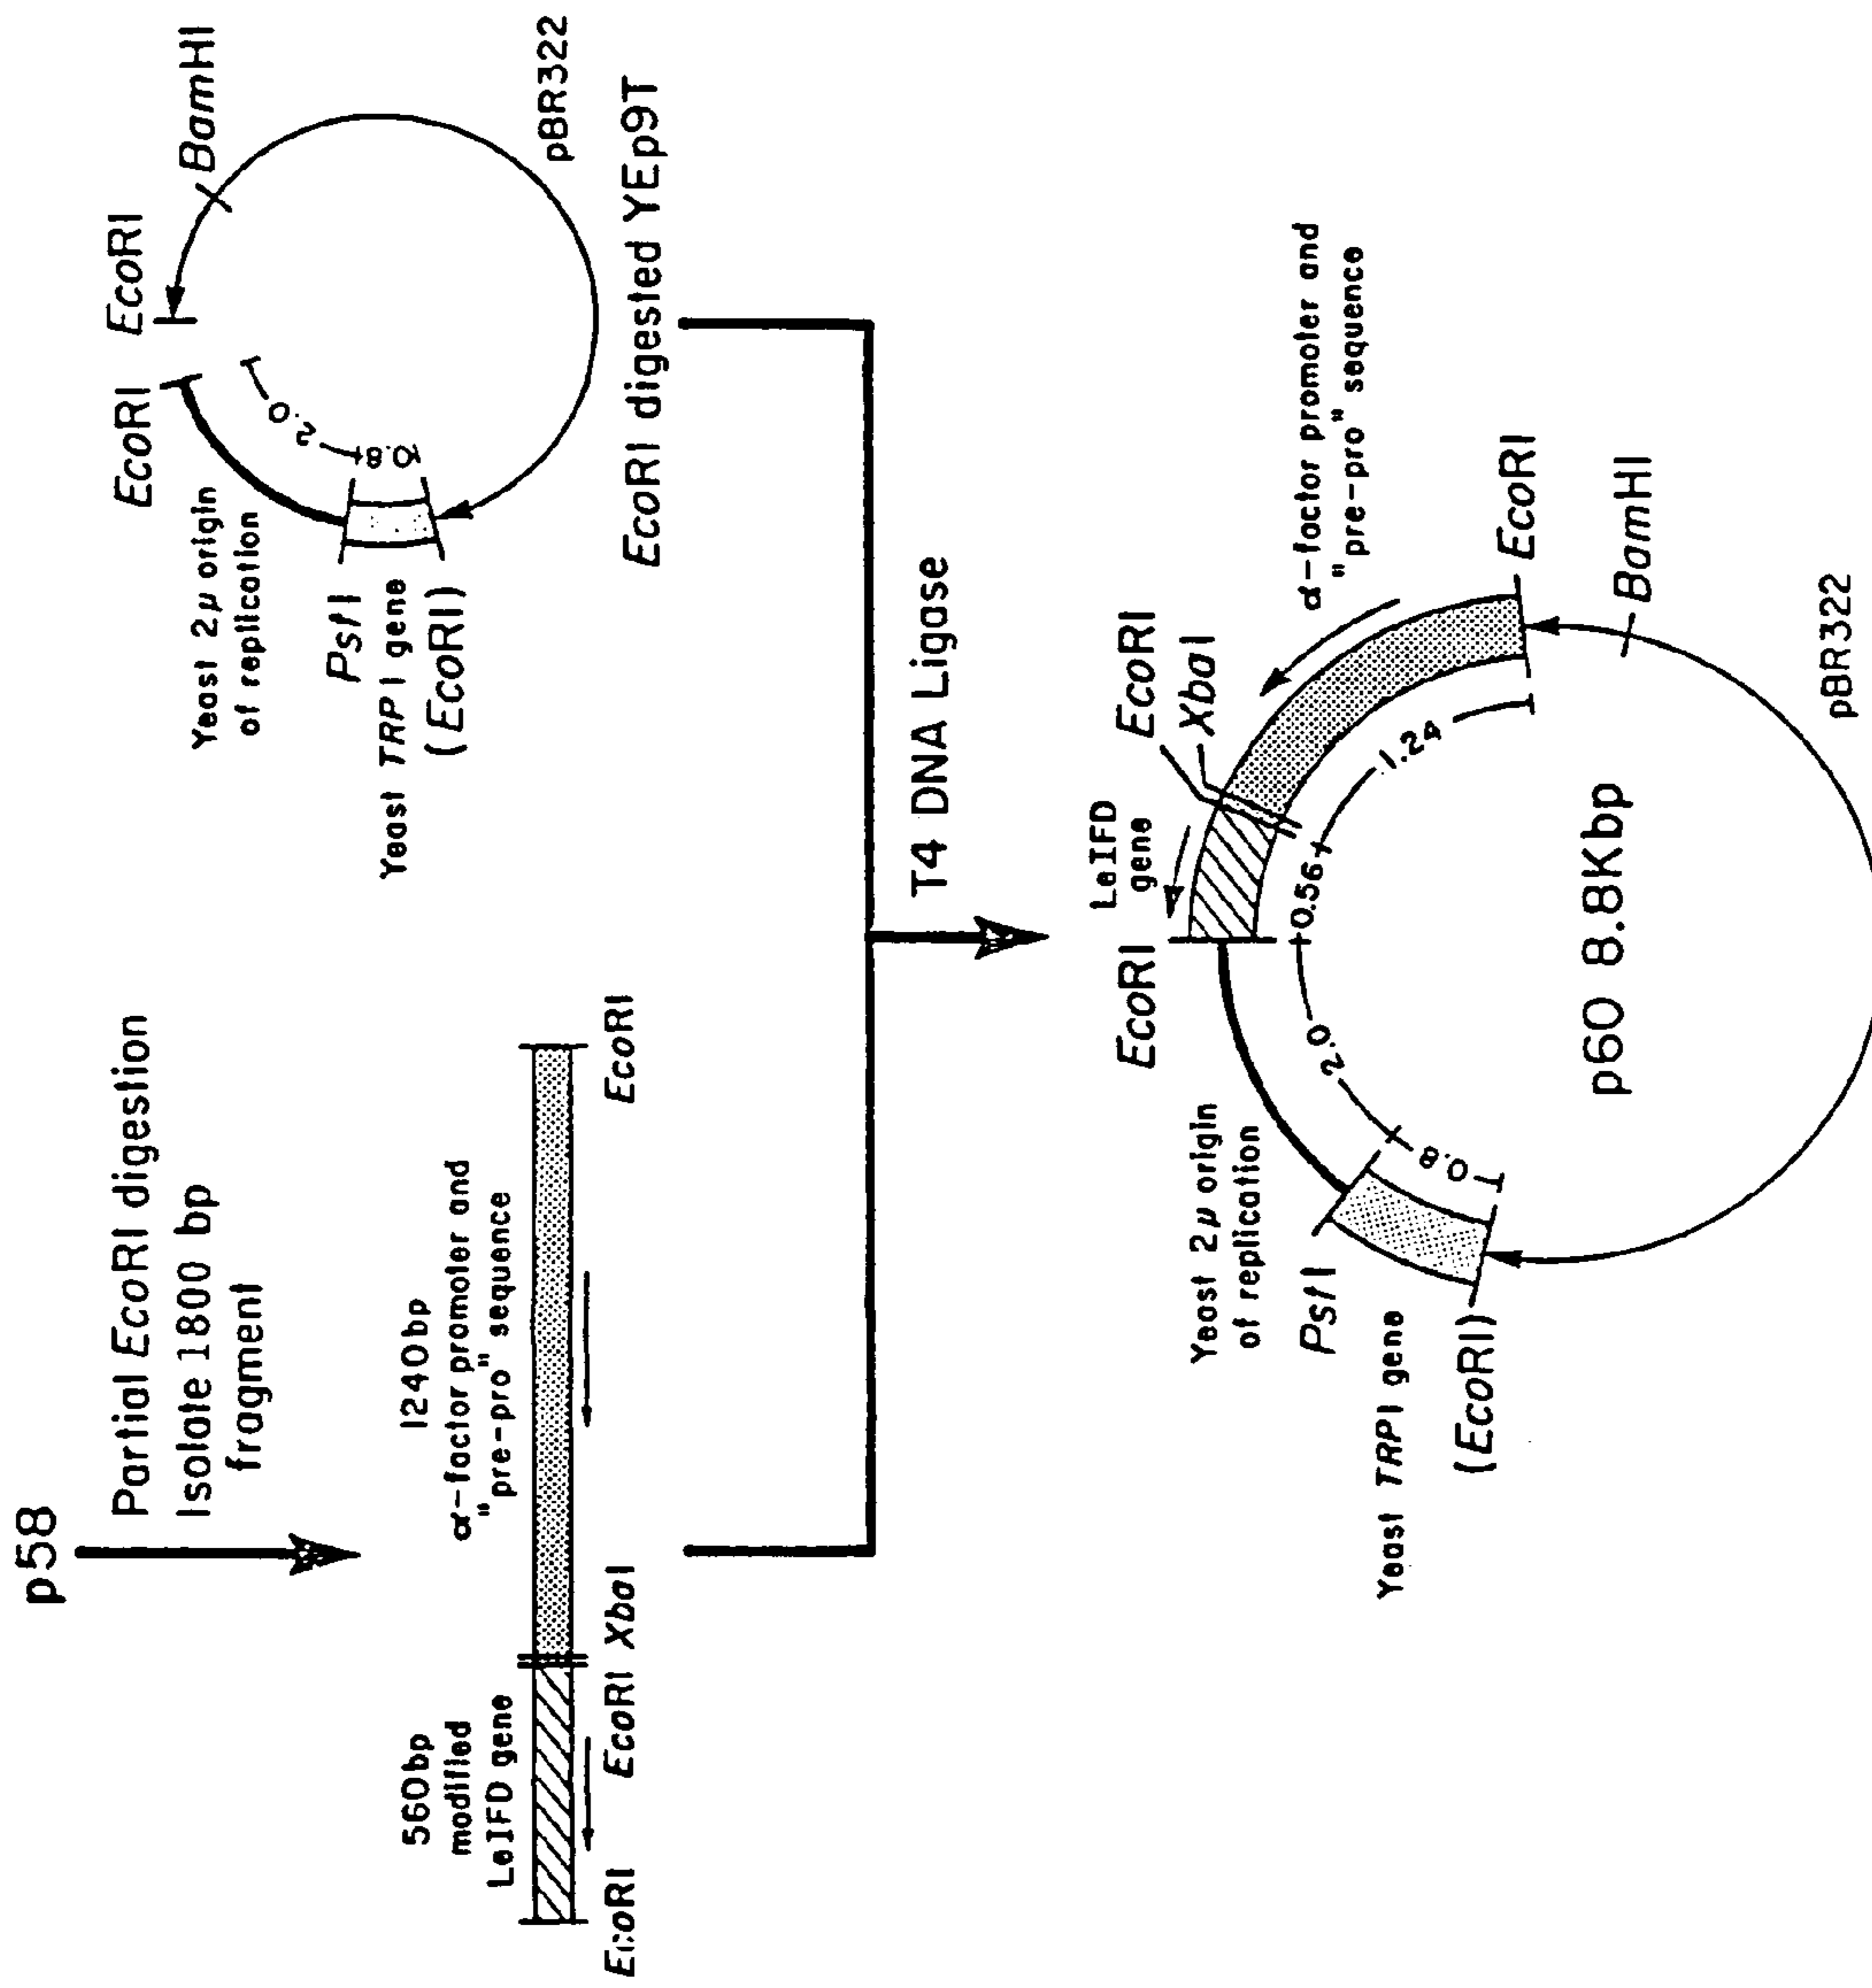 p58
Partial EcoRI digestion
Isolate 1800 bp
fragment
560bp
modified
LeIFD gene
1240bp
α-factor promoter and
"pre-pro" sequence
EcoRI
EcoRI
XbaI
EcoRI
EcoRI
EcoRI
BamHI
Yeast 2μ origin
of replication
2.0
0.8
PstI
Yeast TRP1 gene
(EcoRI)
pBR322
EcoRI digested YEp9T
T4 DNA Ligase
LeIFD
gene
EcoRI
EcoRI
XbaI
α-factor promoter and
"pre-pro" sequence
Yeast 2μ origin
of replication
0.56
1.24
2.0
0.8
PstI
Yeast TRP1 gene
(EcoRI)
EcoRI
BamHI
p60 8.8Kbp
pBR322